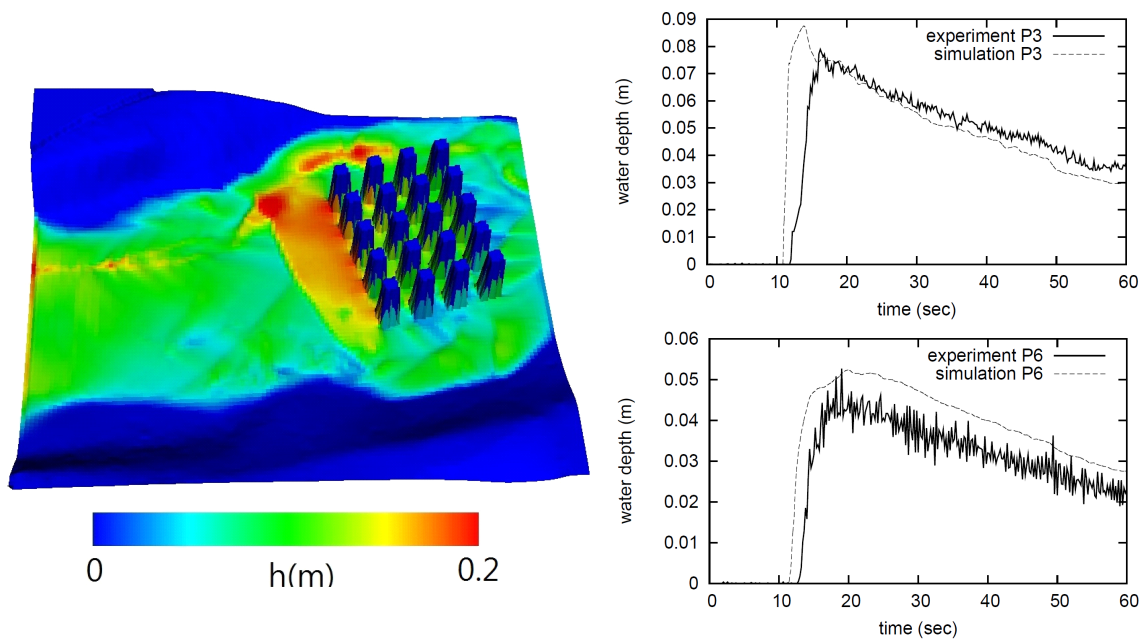 0
h(m)
0.2
0.09
0.08
0.07
0.06
0.05
0.04
0.03
0.02
0.01
0
experiment P3
simulation P3
water depth (m)
0 10 20 30 40 50 60
time (sec)
0.06
0.05
0.04
0.03
0.02
0.01
0
experiment P6
simulation P6
water depth (m)
0 10 20 30 40 50 60
time (sec)